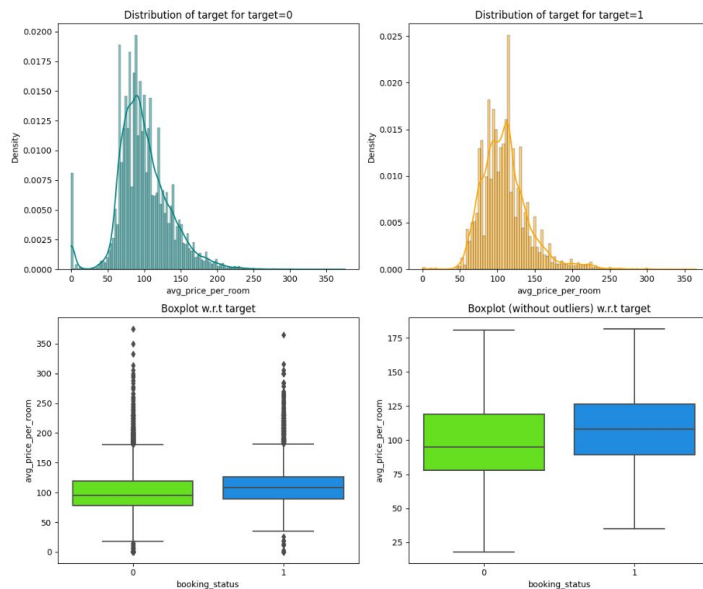 Distribution of target for target=0
Density
0.0200
0.0175
0.0150
0.0125
0.0100
0.0075
0.0050
0.0025
0.0000
0 50 100 150 200 250 300 350
avg_price_per_room
Distribution of target for target=1
Density
0.025
0.020
0.015
0.010
0.005
0.000
0 50 100 150 200 250 300 350
avg_price_per_room
Boxplot w.r.t target
avg_price_per_room
350
300
250
200
150
100
50
0
0 1
booking_status
Boxplot (without outliers) w.r.t target
avg_price_per_room
175
150
125
100
75
50
25
0 1
booking_status